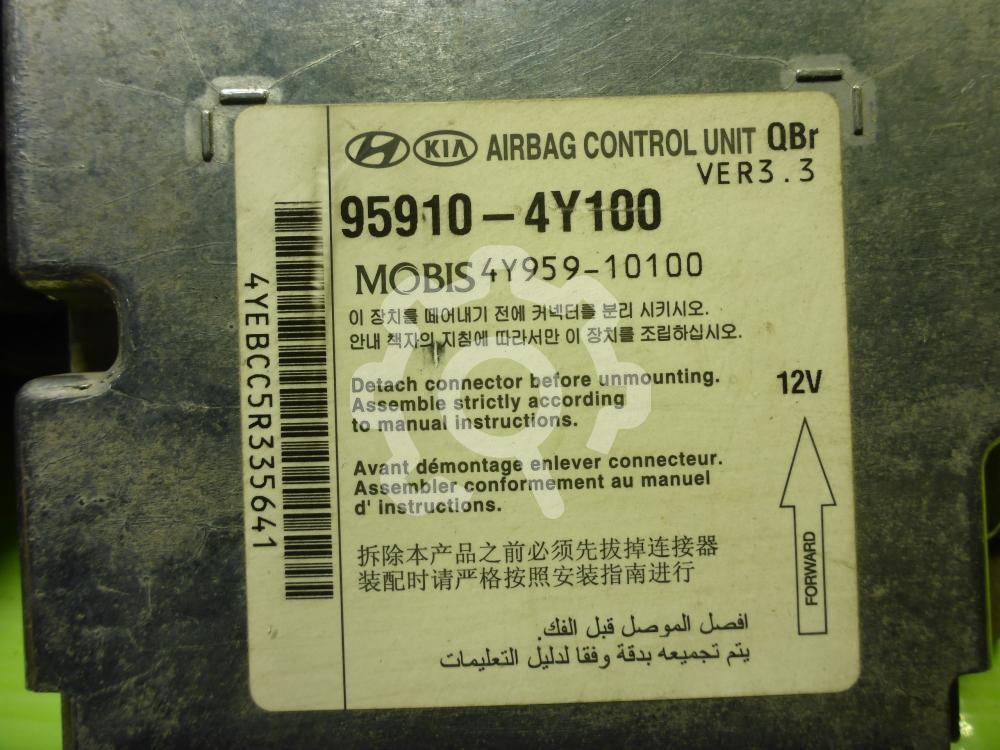 HYUNDAI KIA AIRBAG CONTROL UNIT QBr
VER3.3
95910-4Y100
MOBIS 4Y959-10100
이 장치를 떼어내기 전에 커넥터를 분리 시키시오.
안내 책자의 지침에 따라서만 이 장치를 조립하십시오.
Detach connector before unmounting.
Assemble strictly according
to manual instructions.
12V
Avant démontage enlever connecteur.
Assembler conformement au manuel
d' instructions.
拆除本产品之前必须先拔掉连接器
装配时请严格按照安装指南进行
افصل الموصل قبل الفك.
يتم تجميعه بدقة وفقا لدليل التعليمات
FORWARD
4YEBCC5R335641